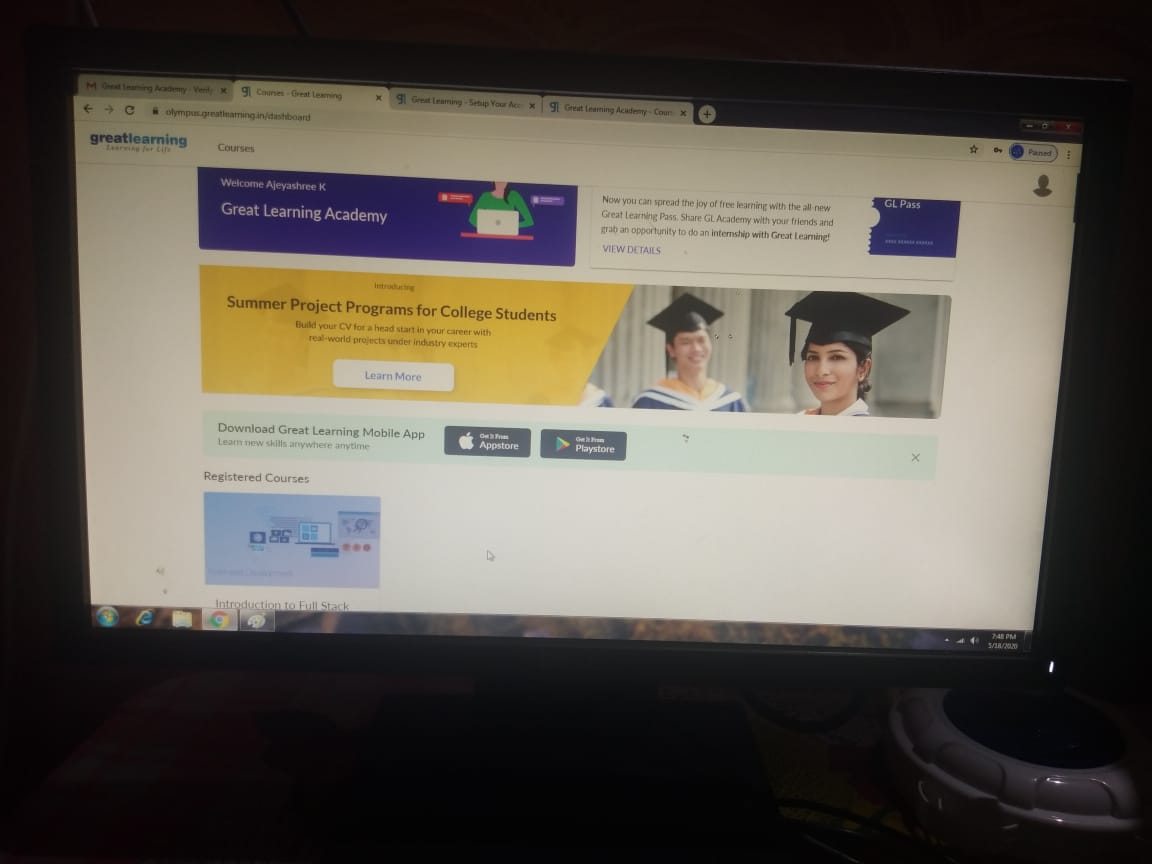 Great Learning Academy - Verify
Courses - Great Learning
Great Learning - Setup Your Acc
Great Learning Academy - Cours
olympus.greatlearning.in/dashboard
Paused
greatlearning
Learning for Life
Courses
Welcome Ajeyashree K
Great Learning Academy
Now you can spread the joy of free learning with the all-new
Great Learning Pass. Share GL Academy with your friends and
grab an opportunity to do an internship with Great Learning!
VIEW DETAILS
GL Pass
Introducing
Summer Project Programs for College Students
Build your CV for a head start in your career with
real-world projects under industry experts
Learn More
Download Great Learning Mobile App
Learn new skills anywhere anytime
Get It From
Appstore
Get It From
Playstore
Registered Courses
Introduction to Full Stack
7:48 PM
5/18/2020